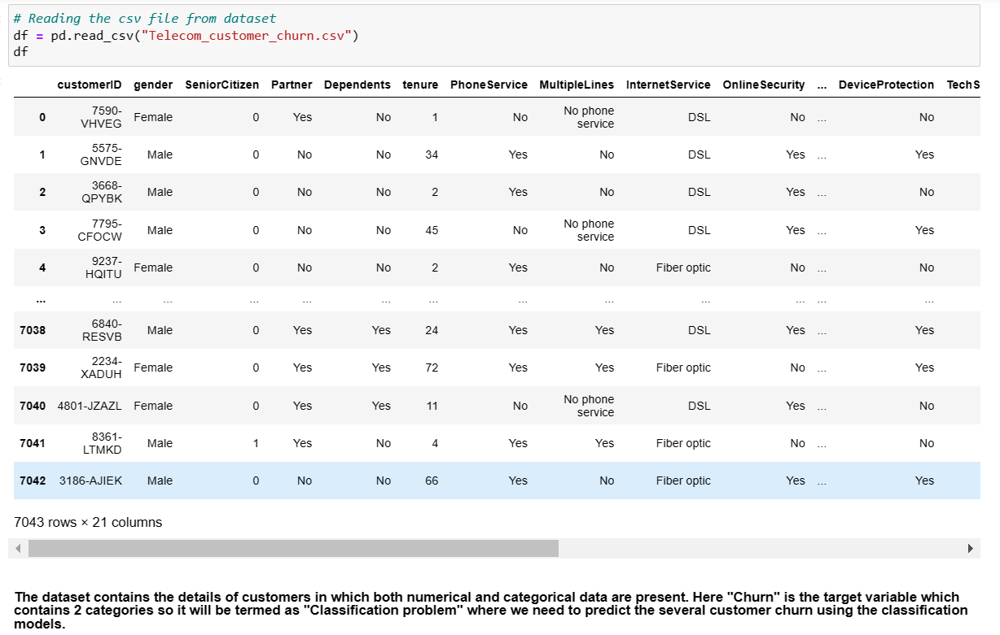 # Reading the csv file from dataset
df = pd.read_csv("Telecom_customer_churn.csv")
df
customerID gender SeniorCitizen Partner Dependents tenure PhoneService MultipleLines InternetService OnlineSecurity ... DeviceProtection TechS
0 7590-VHVEG Female 0 Yes No 1 No No phone service DSL No ... No
1 5575-GNVDE Male 0 No No 34 Yes No DSL Yes ... Yes
2 3668-QPYBK Male 0 No No 2 Yes No DSL Yes ... No
3 7795-CFOCW Male 0 No No 45 No No phone service DSL Yes ... Yes
4 9237-HQITU Female 0 No No 2 Yes No Fiber optic No ... No
... ... ... ... ... ... ... ... ... ... ... ... ...
7038 6840-RESVB Male 0 Yes Yes 24 Yes Yes DSL Yes ... Yes
7039 2234-XADUH Female 0 Yes Yes 72 Yes Yes Fiber optic No ... Yes
7040 4801-JZAZL Female 0 Yes Yes 11 No No phone service DSL Yes ... No
7041 8361-LTMKD Male 1 Yes No 4 Yes Yes Fiber optic No ... No
7042 3186-AJIEK Male 0 No No 66 Yes No Fiber optic Yes ... Yes
7043 rows × 21 columns
The dataset contains the details of customers in which both numerical and categorical data are present. Here "Churn" is the target variable which
contains 2 categories so it will be termed as "Classification problem" where we need to predict the several customer churn using the classification
models.